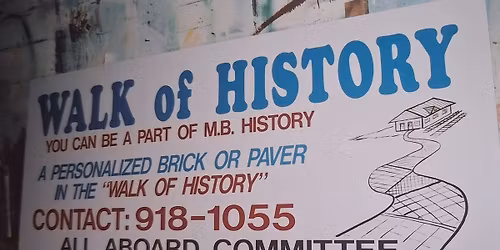 WALK of HISTORY
YOU CAN BE A PART OF M.B. HISTORY
A PERSONALIZED BRICK OR PAVER
IN THE "WALK OF HISTORY"
CONTACT: 918-1055
ALL ABOARD COMMITTEE